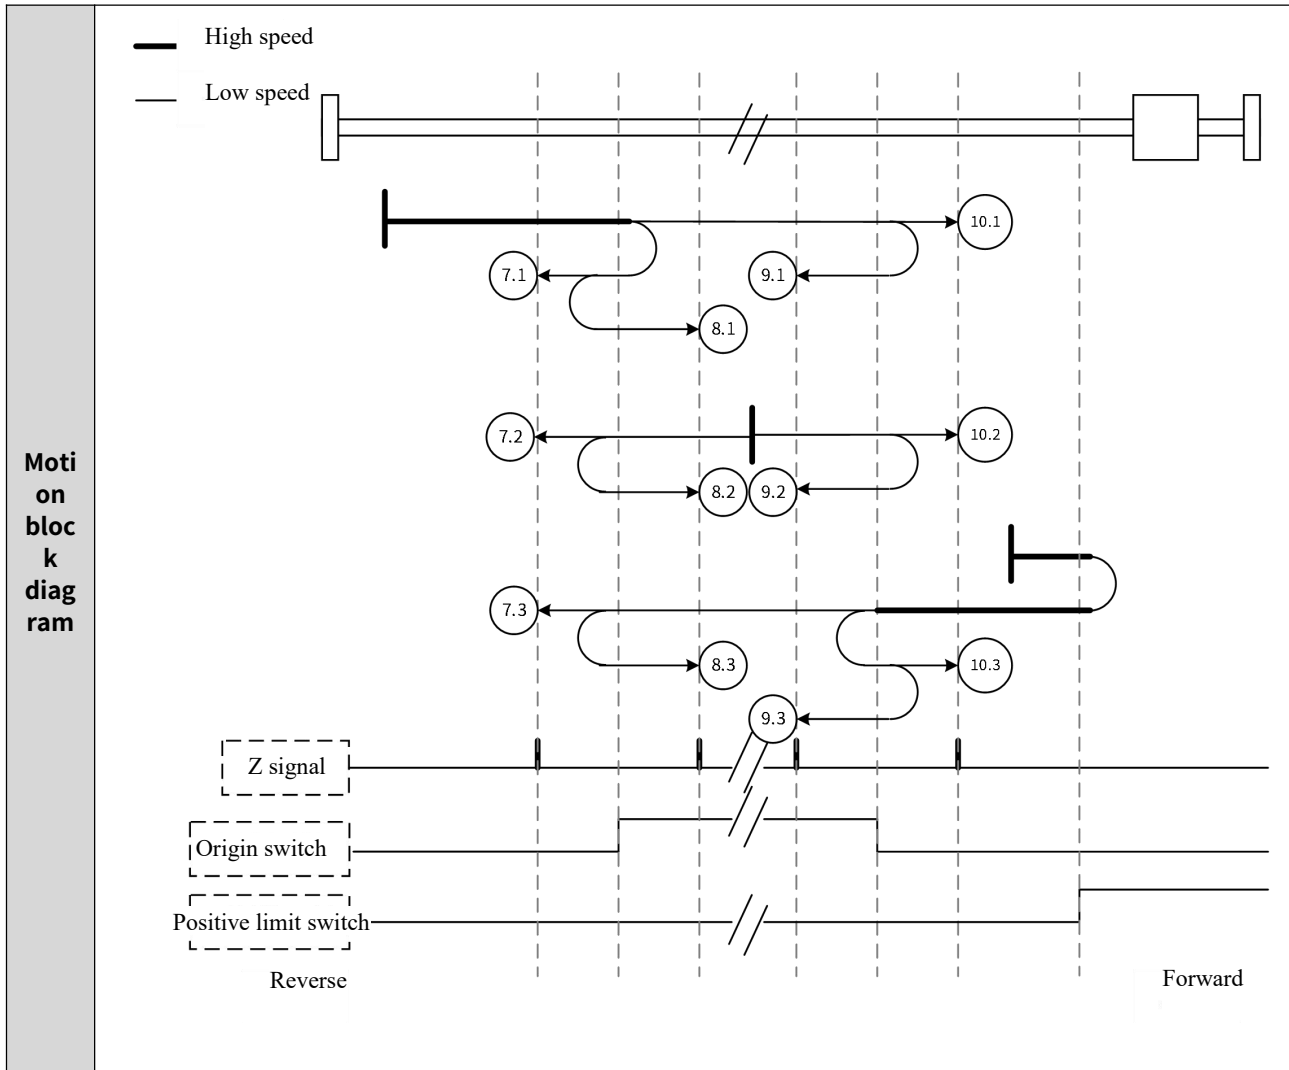 High speed
Low speed
10.1
7.1
9.1
8.1
Moti
on
bloc
k
diag
ram
7.2
10.2
8.2
9.2
7.3
8.3
10.3
9.3
Z signal
Origin switch
Positive limit switch
Reverse
Forward